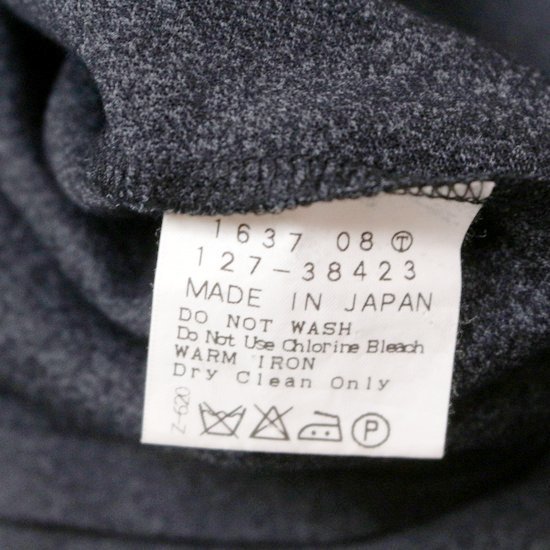 1637 08 Ⓣ
127-38423
MADE IN JAPAN
DO NOT WASH
Do Not Use Chlorine Bleach
WARM IRON
Dry Clean Only
Z-620
P